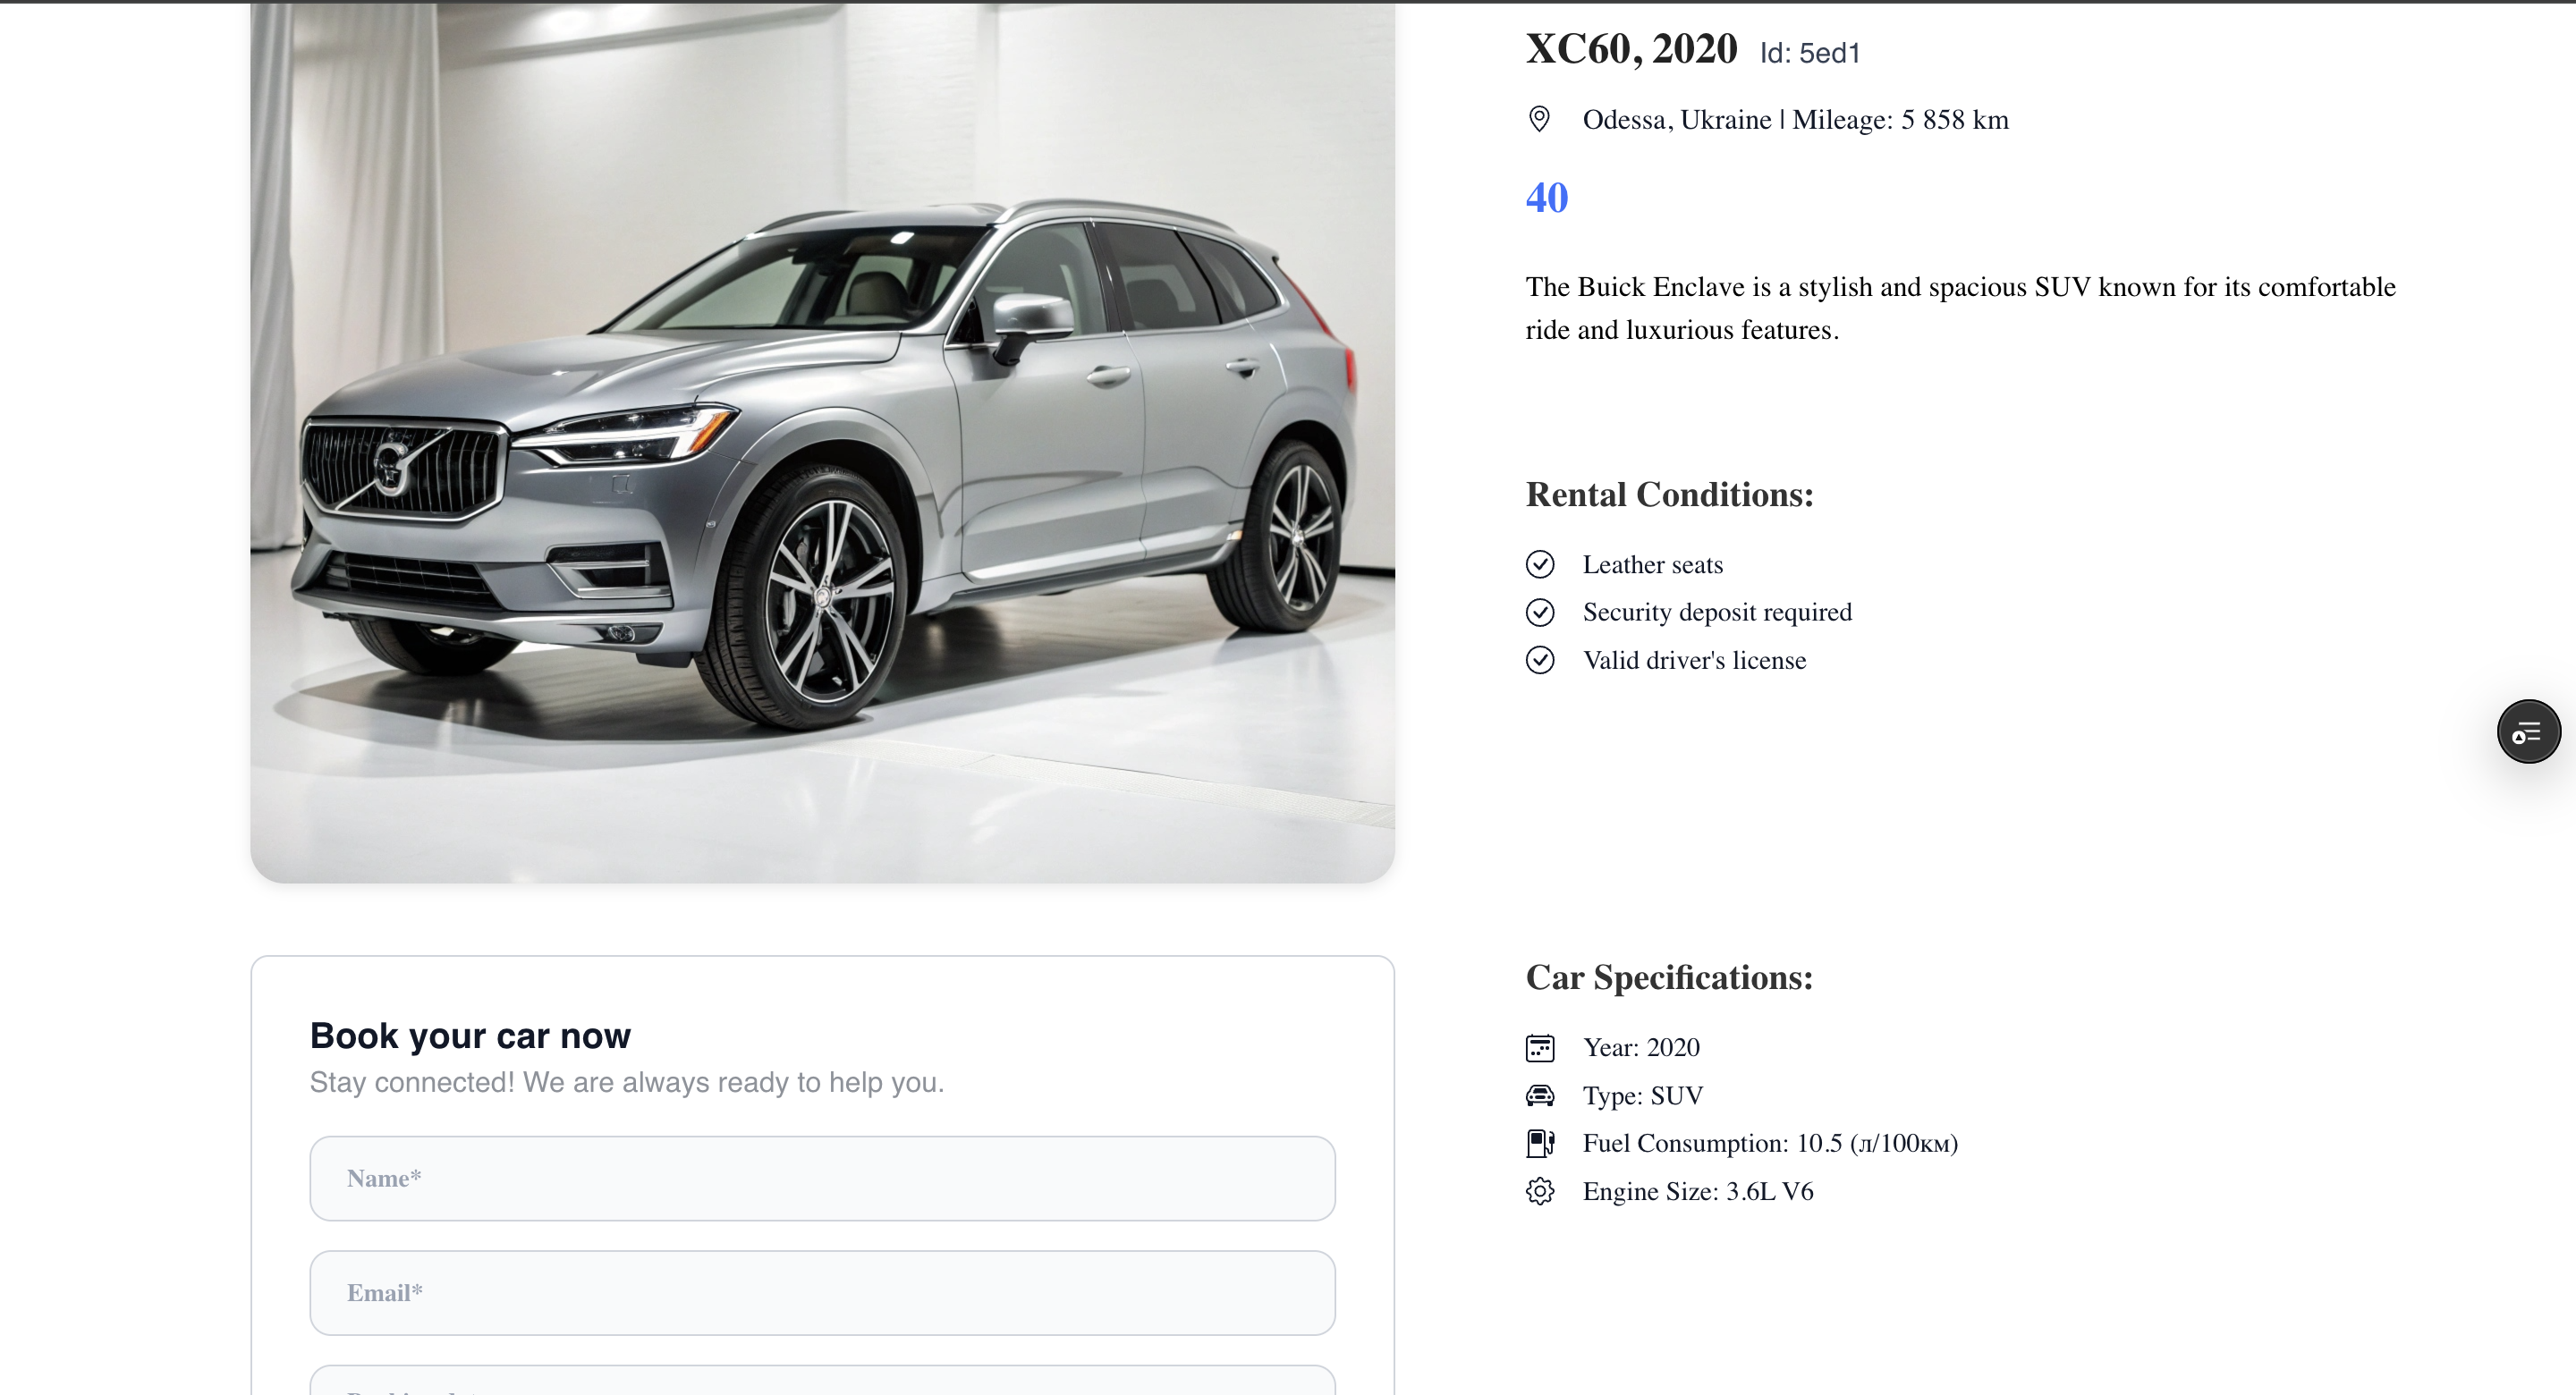 XC60, 2020 Id: 5ed1
Odessa, Ukraine | Mileage: 5 858 km
40
The Buick Enclave is a stylish and spacious SUV known for its comfortable
ride and luxurious features.
Rental Conditions:
Leather seats
Security deposit required
Valid driver's license
Book your car now
Stay connected! We are always ready to help you.
Name*
Email*
Car Specifications:
Year: 2020
Type: SUV
Fuel Consumption: 10.5 (л/100км)
Engine Size: 3.6L V6